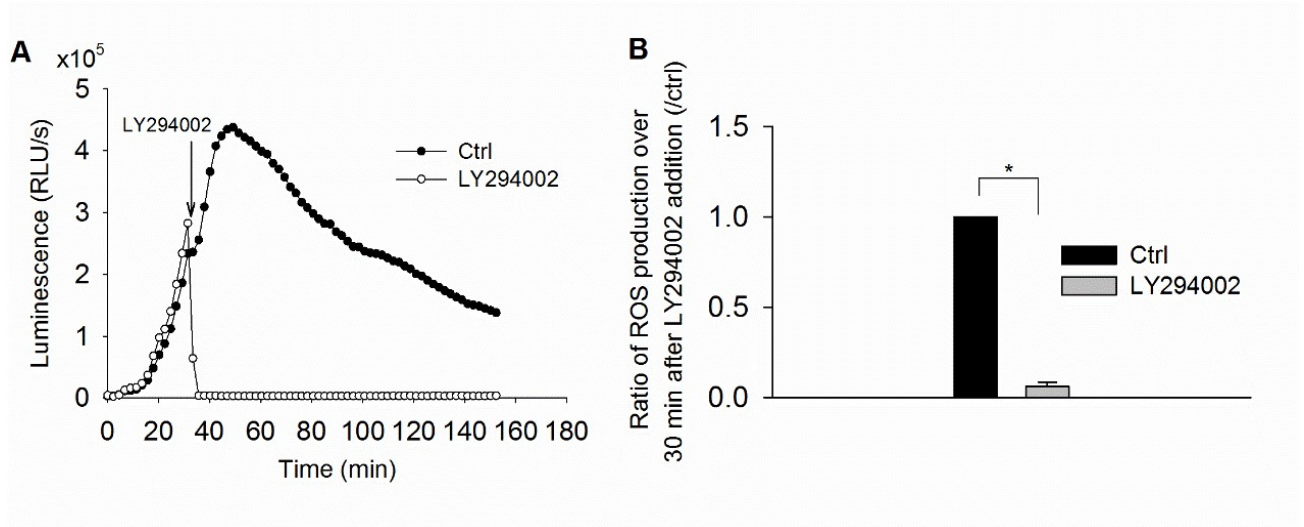 A
x10⁵
5
4
3
2
1
0
Luminescence (RLU/s)
LY294002
Ctrl
LY294002
0 20 40 60 80 100 120 140 160 180
Time (min)
B
Ratio of ROS production over
30 min after LY294002 addition (/ctrl)
1.5
1.0
0.5
0.0
*
Ctrl
LY294002